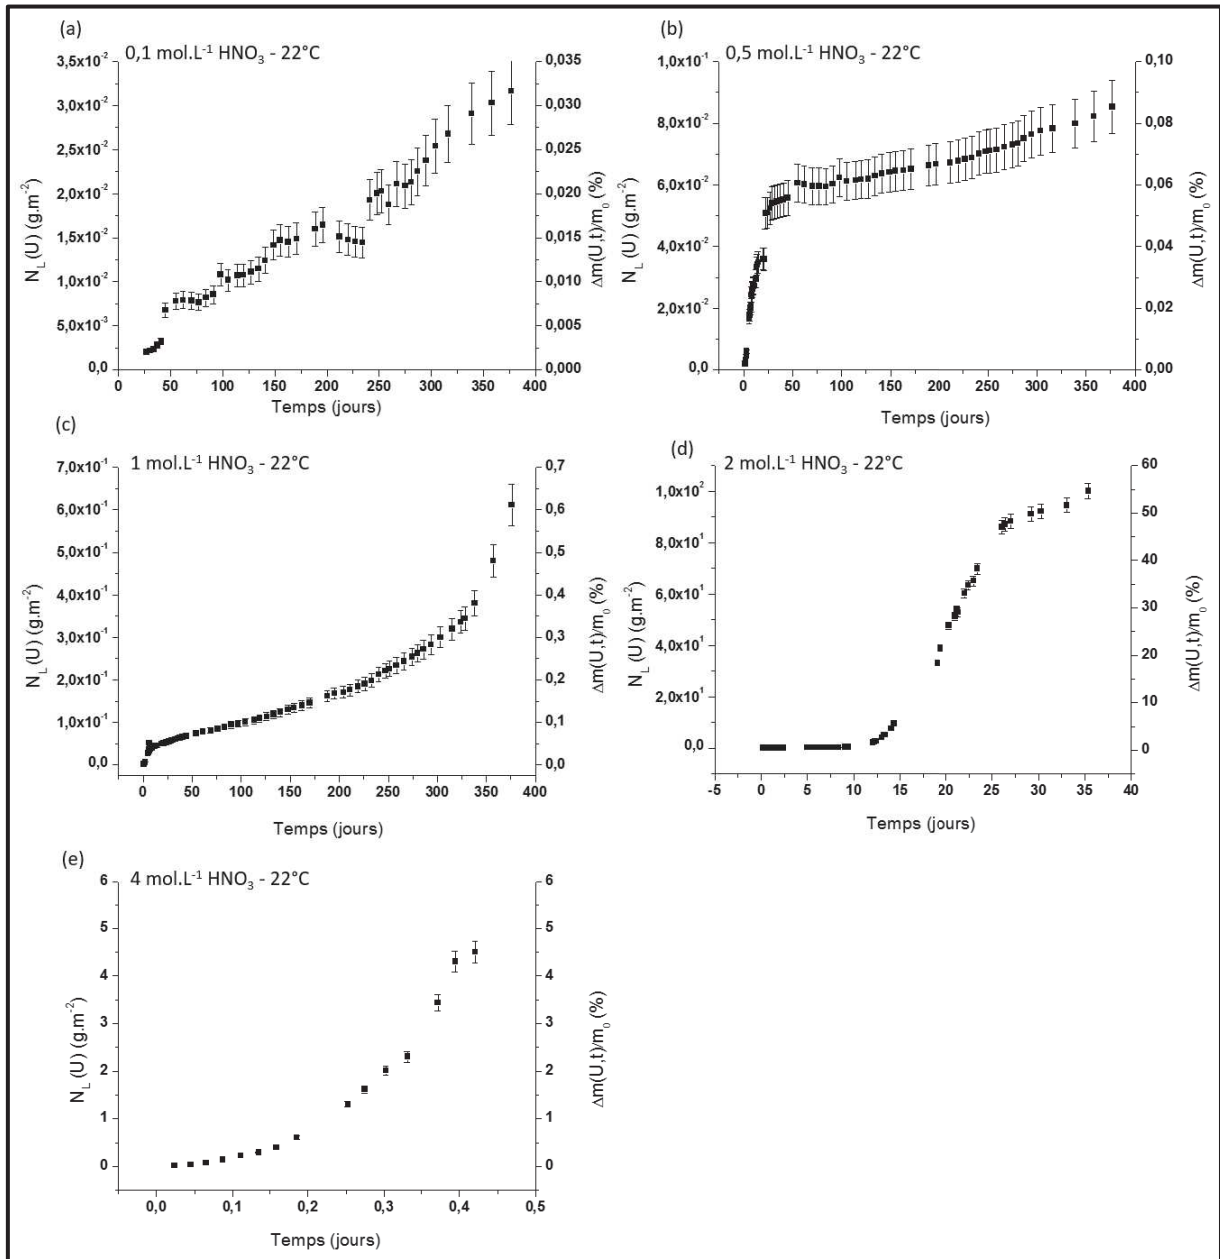 (a)
0,1 mol.L⁻¹ HNO₃ - 22°C
3,5x10⁻²
3,0x10⁻²
2,5x10⁻²
2,0x10⁻²
1,5x10⁻²
1,0x10⁻²
5,0x10⁻³
0,0
N_L (U) (g.m⁻²)
0,035
0,030
0,025
0,020
0,015
0,010
0,005
0,000
Δm(U,t)/m₀ (%)
0 50 100 150 200 250 300 350 400
Temps (jours)
(b)
0,5 mol.L⁻¹ HNO₃ - 22°C
1,0x10⁻¹
8,0x10⁻²
6,0x10⁻²
4,0x10⁻²
2,0x10⁻²
0,0
N_L (U) (g.m⁻²)
0,10
0,08
0,06
0,04
0,02
0,00
Δm(U,t)/m₀ (%)
0 50 100 150 200 250 300 350 400
Temps (jours)
(c)
1 mol.L⁻¹ HNO₃ - 22°C
7,0x10⁻¹
6,0x10⁻¹
5,0x10⁻¹
4,0x10⁻¹
3,0x10⁻¹
2,0x10⁻¹
1,0x10⁻¹
0,0
N_L (U) (g.m⁻²)
0,7
0,6
0,5
0,4
0,3
0,2
0,1
0,0
Δm(U,t)/m₀ (%)
0 50 100 150 200 250 300 350 400
Temps (jours)
(d)
2 mol.L⁻¹ HNO₃ - 22°C
1,0x10²
8,0x10¹
6,0x10¹
4,0x10¹
2,0x10¹
0,0
N_L (U) (g.m⁻²)
60
50
40
30
20
10
0
Δm(U,t)/m₀ (%)
-5 0 5 10 15 20 25 30 35 40
Temps (jours)
(e)
4 mol.L⁻¹ HNO₃ - 22°C
6
5
4
3
2
1
0
N_L (U) (g.m⁻²)
6
5
4
3
2
1
0
Δm(U,t)/m₀ (%)
0,0 0,1 0,2 0,3 0,4 0,5
Temps (jours)